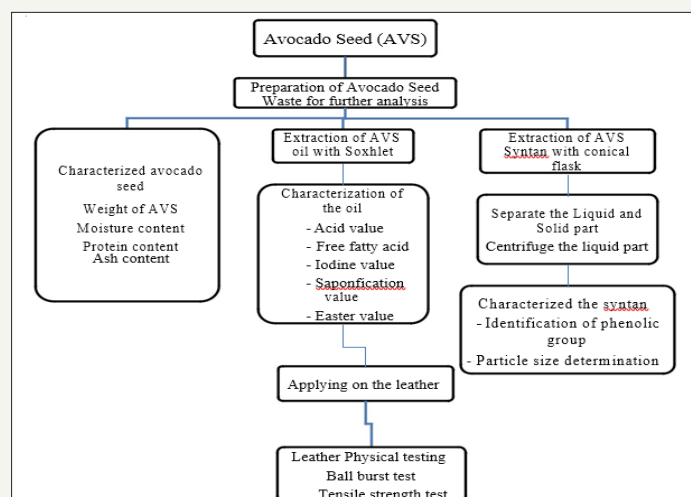 Avocado Seed (AVS)
Preparation of Avocado Seed
Waste for further analysis
Characterized avocado
seed
Weight of AVS
Moisture content
Protein content
Ash content
Extraction of AVS
oil with Soxhlet
Characterization of
the oil
- Acid value
- Free fatty acid
- Iodine value
- Saponfication
value
- Easter value
Extraction of AVS
Syntan with conical
flask
Separate the Liquid and
Solid part
Centrifuge the liquid part
Characterized the syntan
- Identification of phenolic
group
- Particle size determination
Applying on the leather
Leather Physical testing
Ball burst test
Tensile strength test